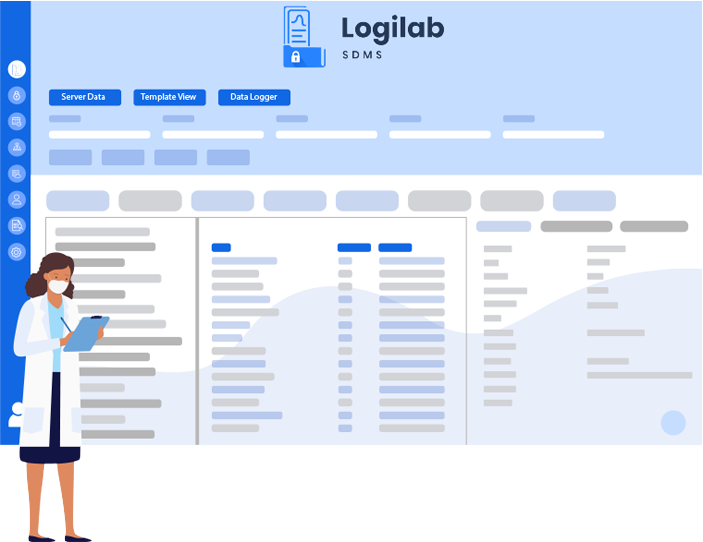 Logilab
SDMS
Server Data
Template View
Data Logger